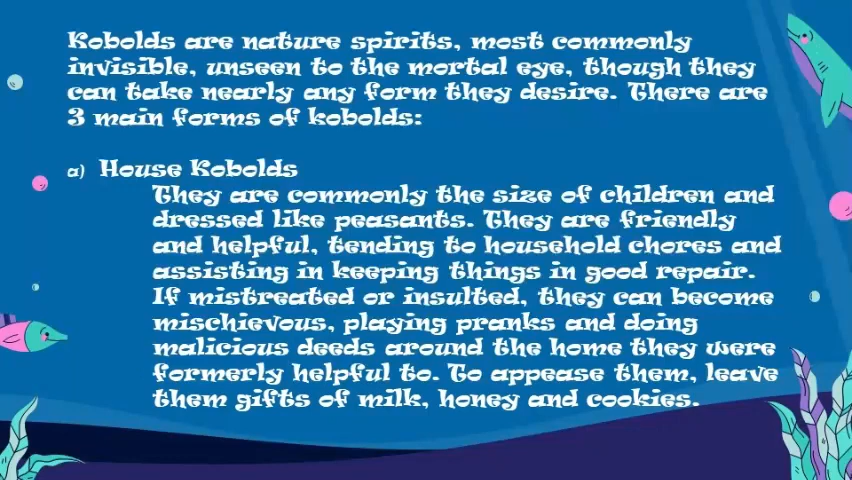 Kobolds are nature spirits, most commonly
invisible, unseen to the mortal eye, though they
can take nearly any form they desire. There are
3 main forms of kobolds:
a) House Kobolds
They are commonly the size of children and
dressed like peasants. They are friendly
and helpful, tending to household chores and
assisting in keeping things in good repair.
If mistreated or insulted, they can become
mischievous, playing pranks and doing
malicious deeds around the home they were
formerly helpful to. To appease them, leave
them gifts of milk, honey and cookies.